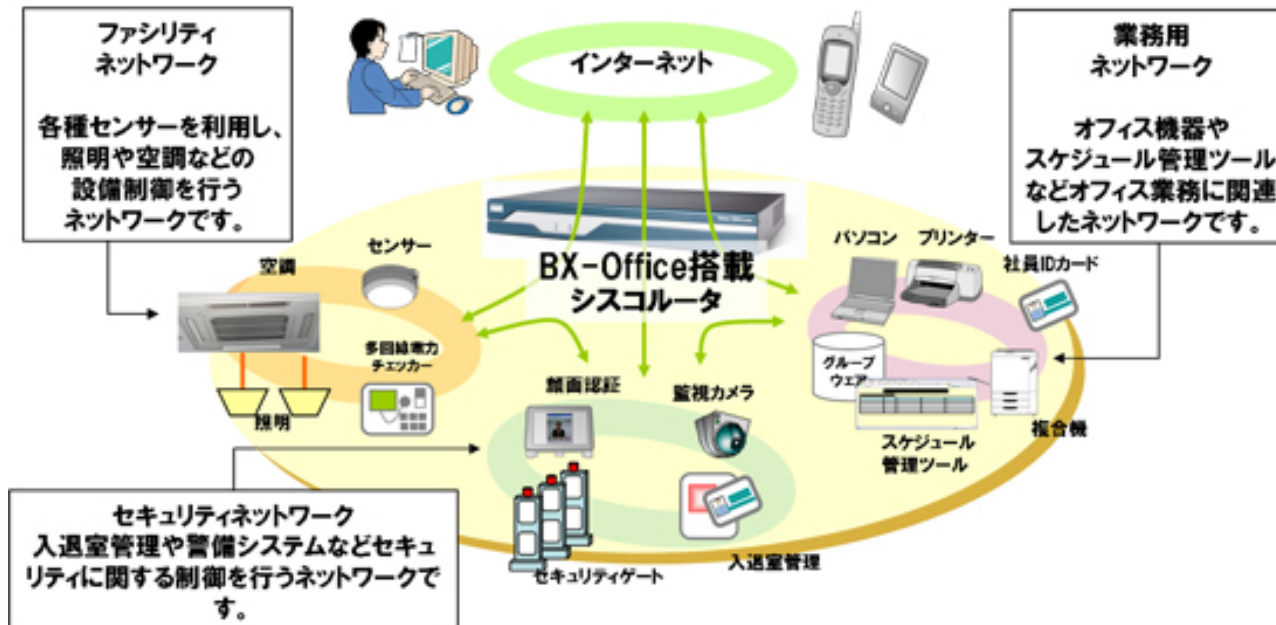 ファシリティ
ネットワーク
各種センサーを利用し、
照明や空調などの
設備制御を行う
ネットワークです。
インターネット
業務用
ネットワーク
オフィス機器や
スケジュール管理ツール
などオフィス業務に関連
したネットワークです。
センサー
空調
BX-Office搭載
シスコルータ
パソコン
プリンター
社員IDカード
多回線電力
チェッカー
照明
顔画認証
監視カメラ
グループ
ウェア
スケジュール
管理ツール
複合機
セキュリティネットワーク
入退室管理や警備システムなどセキュ
リティに関する制御を行うネットワークで
す。
セキュリティゲート
入退室管理